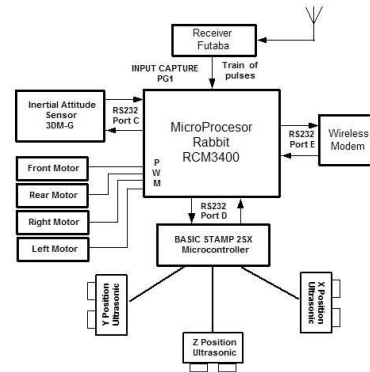 Receiver
Futaba
INPUT CAPTURE
PG1
Train of
pulses
Inertial Attitude
Sensor
3DM-G
RS232
Port C
MicroProcesor
Rabbit
RCM3400
RS232
Port E
Wireless
Modem
Front Motor
Rear Motor
Right Motor
Left Motor
P
W
M
RS232
Port D
BASIC STAMP 2SX
Microcontroller
Y Position
Ultrasonic
Z Position
Ultrasonic
X Position
Ultrasonic